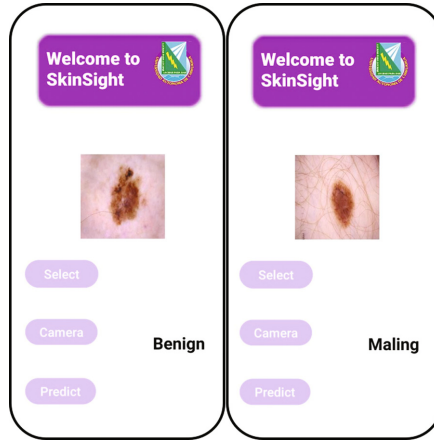 Welcome to
SkinSight
Select
Camera
Benign
Predict
Welcome to
SkinSight
Select
Camera
Maling
Predict